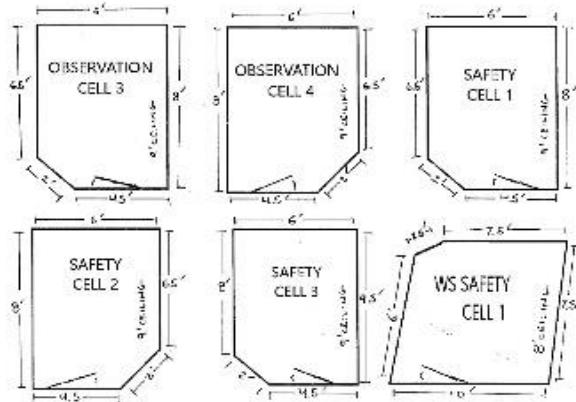 6'
6'
6'
OBSERVATION
CELL 3
6.5'
8'
9' CEILING
2'
4.5'
OBSERVATION
CELL 4
8'
6.5'
2'
4.5'
SAFETY
CELL 1
6.5'
8'
9' CEILING
2'
4.5'
6'
SAFETY
CELL 2
8'
6.5'
9' CEILING
2'
4.5
6'
SAFETY
CELL 3
8'
9.5'
9' CEILING
2'
4.5'
7.5'
WS SAFETY
CELL 1
6'
7.5'
8' CEILING